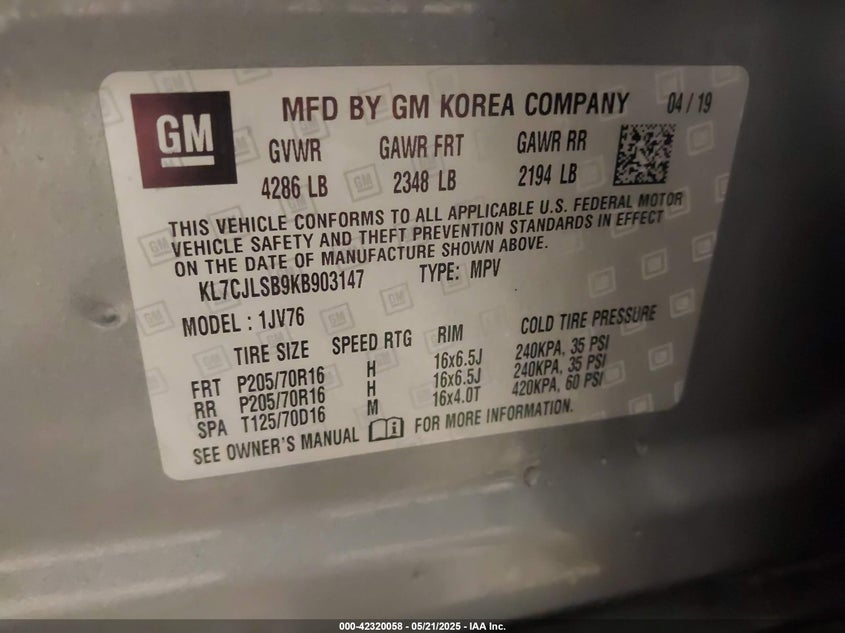 GM
MFD BY GM KOREA COMPANY 04 / 19
GVWR GAWR FRT GAWR RR
4286 LB 2348 LB 2194 LB
THIS VEHICLE CONFORMS TO ALL APPLICABLE U.S. FEDERAL MOTOR
VEHICLE SAFETY AND THEFT PREVENTION STANDARDS IN EFFECT
ON THE DATE OF MANUFACTURE SHOWN ABOVE.
KL7CJLSB9KB903147 TYPE: MPV
MODEL : 1JV76
TIRE SIZE SPEED RTG RIM COLD TIRE PRESSURE
FRT P205/70R16 H 16x6.5J 240KPA, 35 PSI
RR P205/70R16 H 16x6.5J 240KPA, 35 PSI
SPA T125/70D16 M 16x4.0T 420KPA, 60 PSI
SEE OWNER'S MANUAL FOR MORE INFORMATION.
000-42320058 - 05/21/2025 - IAA Inc.